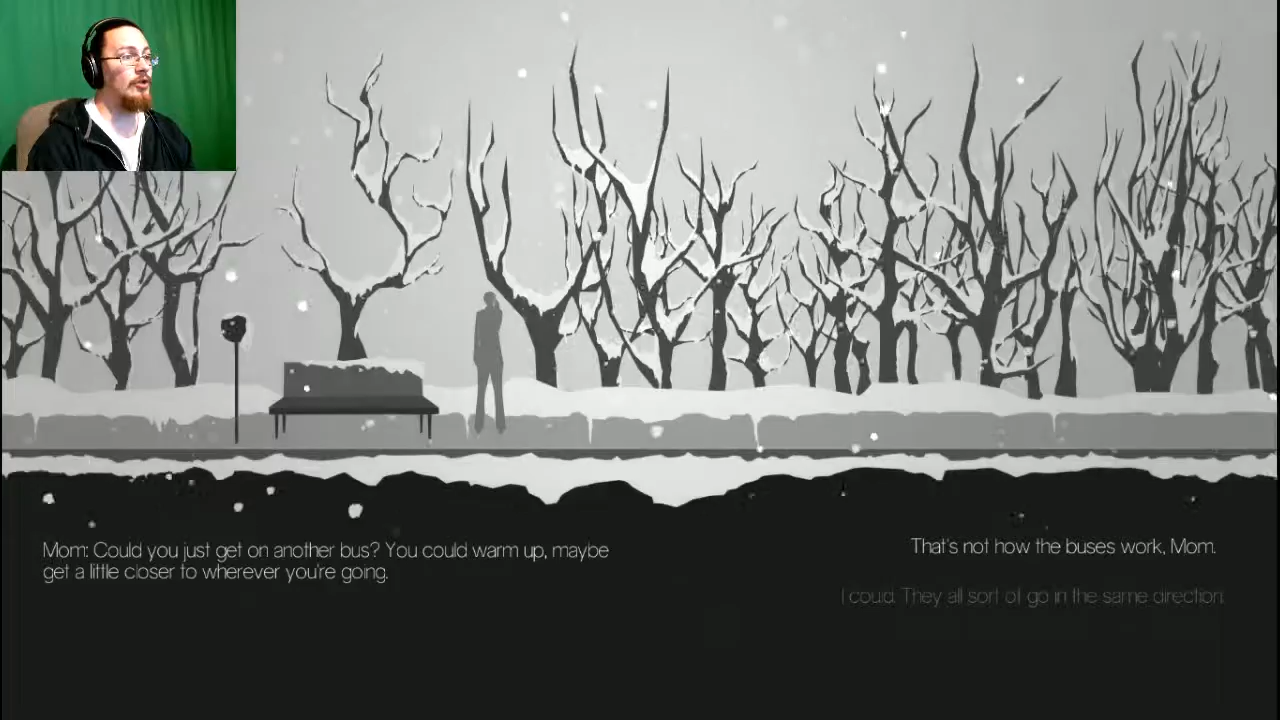 Mom: Could you just get on another bus? You could warm up, maybe
get a little closer to wherever you're going.
That's not how the buses work, Mom.
I could. They all sort of go in the same direction.